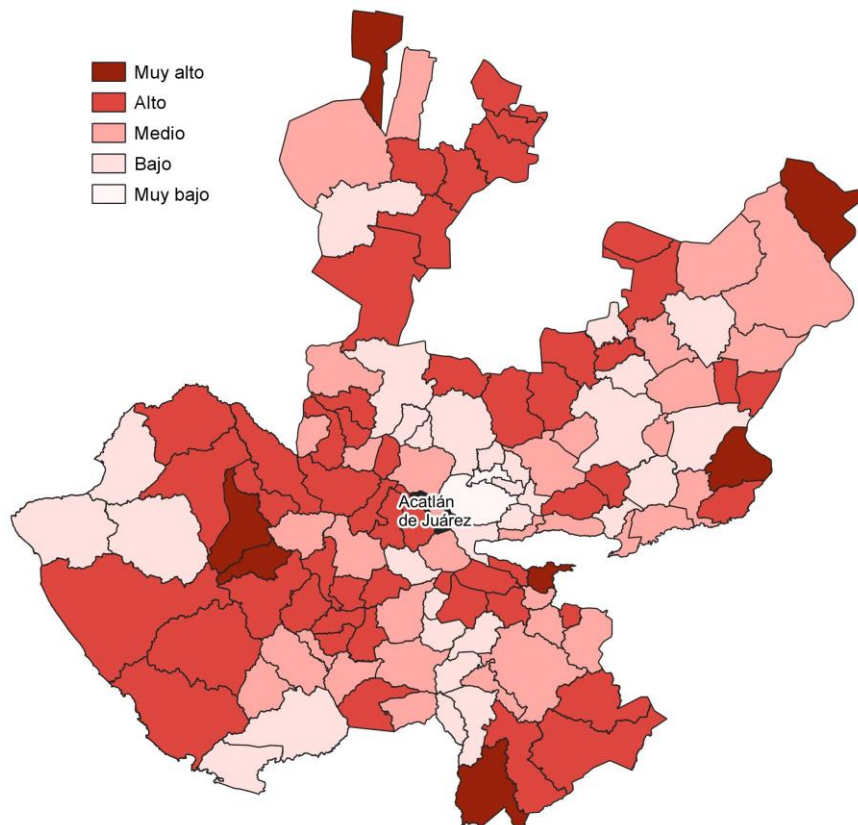 Muy alto
Alto
Medio
Bajo
Muy bajo
Acatlán
de Juárez